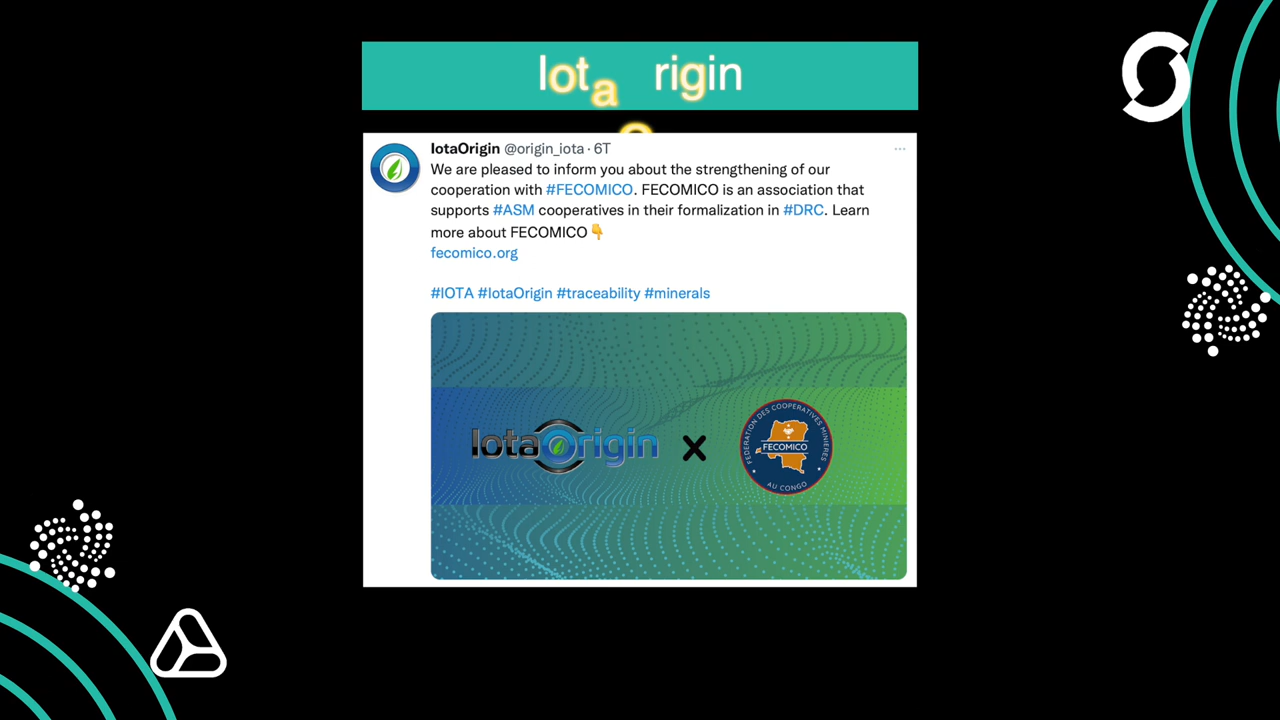 Iota rigin
IotaOrigin @origin_iota · 6T
We are pleased to inform you about the strengthening of our
cooperation with #FECOMICO. FECOMICO is an association that
supports #ASM cooperatives in their formalization in #DRC. Learn
more about FECOMICO👇
fecomico.org
#IOTA #IotaOrigin #traceability #minerals
IotaOrigin X
FEDERATION DES COOPERATIVES MINIERES
FECOMICO
AU CONGO